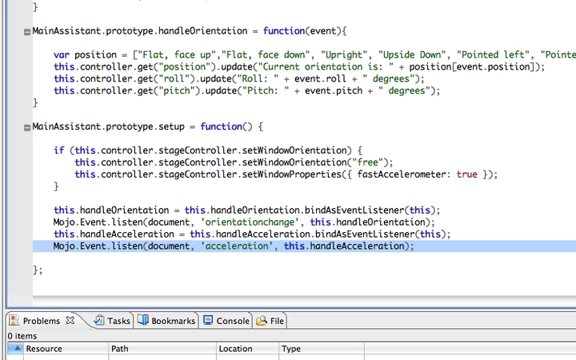 }
MainAssistant.prototype.handleOrientation = function(event){
var position = ["Flat, face up","Flat, face down", "Upright", "Upside Down", "Pointed left", "Pointe
this.controller.get("position").update("Current orientation is: " + position[event.position]);
this.controller.get("roll").update("Roll: " + event.roll + " degrees");
this.controller.get("pitch").update("Pitch: " + event.pitch + " degrees");
}
MainAssistant.prototype.setup = function() {
if (this.controller.stageController.setWindowOrientation) {
this.controller.stageController.setWindowOrientation("free");
this.controller.stageController.setWindowProperties({ fastAccelerometer: true });
}
this.handleOrientation = this.handleOrientation.bindAsEventListener(this);
Mojo.Event.listen(document, 'orientationchange', this.handleOrientation);
this.handleAcceleration = this.handleAcceleration.bindAsEventListener(this);
Mojo.Event.listen(document, 'acceleration', this.handleAcceleration);
};
Problems Tasks Bookmarks Console File
0 items
Resource Path Location Type